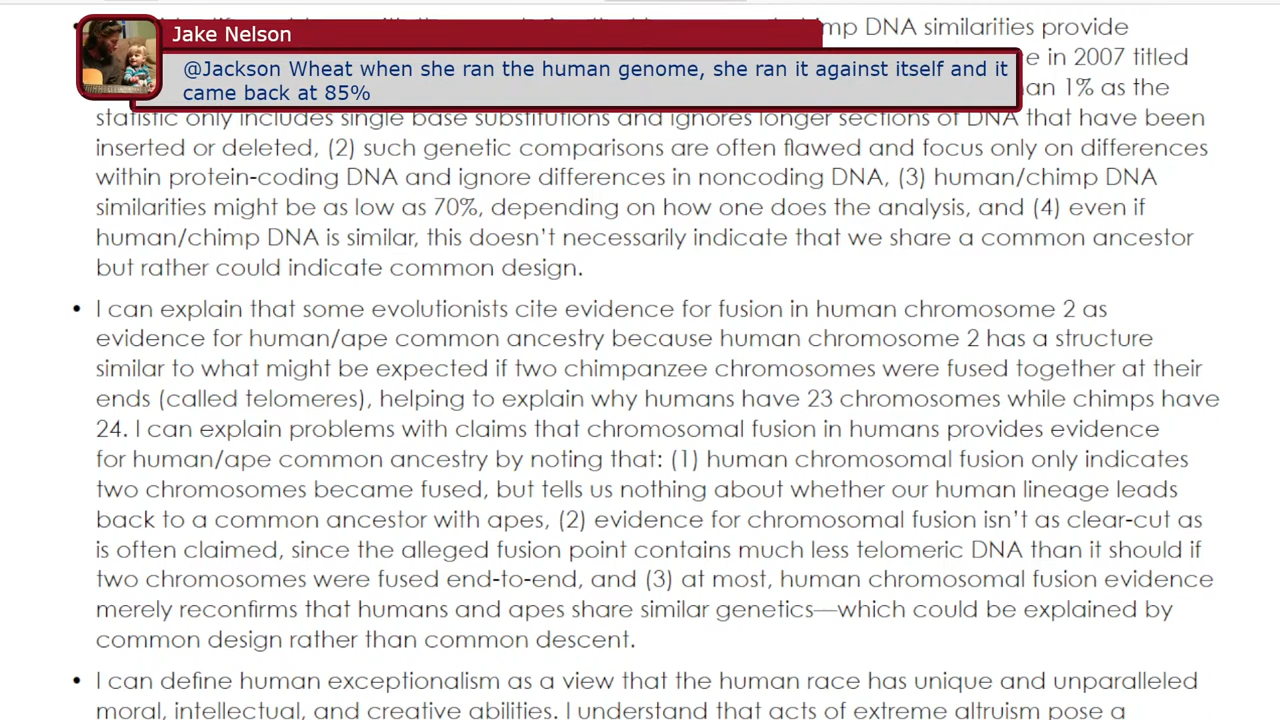 mp DNA similarities provide
Jake Nelson
e in 2007 titled
@Jackson Wheat when she ran the human genome, she ran it against itself and it
came back at 85%
an 1% as the
statistic only includes single base substitutions and ignores longer sections of DNA that have been
inserted or deleted, (2) such genetic comparisons are often flawed and focus only on differences
within protein-coding DNA and ignore differences in noncoding DNA, (3) human/chimp DNA
similarities might be as low as 70%, depending on how one does the analysis, and (4) even if
human/chimp DNA is similar, this doesn’t necessarily indicate that we share a common ancestor
but rather could indicate common design.
• I can explain that some evolutionists cite evidence for fusion in human chromosome 2 as
evidence for human/ape common ancestry because human chromosome 2 has a structure
similar to what might be expected if two chimpanzee chromosomes were fused together at their
ends (called telomeres), helping to explain why humans have 23 chromosomes while chimps have
24. I can explain problems with claims that chromosomal fusion in humans provides evidence
for human/ape common ancestry by noting that: (1) human chromosomal fusion only indicates
two chromosomes became fused, but tells us nothing about whether our human lineage leads
back to a common ancestor with apes, (2) evidence for chromosomal fusion isn’t as clear-cut as
is often claimed, since the alleged fusion point contains much less telomeric DNA than it should if
two chromosomes were fused end-to-end, and (3) at most, human chromosomal fusion evidence
merely reconfirms that humans and apes share similar genetics—which could be explained by
common design rather than common descent.
• I can define human exceptionalism as a view that the human race has unique and unparalleled
moral, intellectual, and creative abilities. I understand that acts of extreme altruism pose a